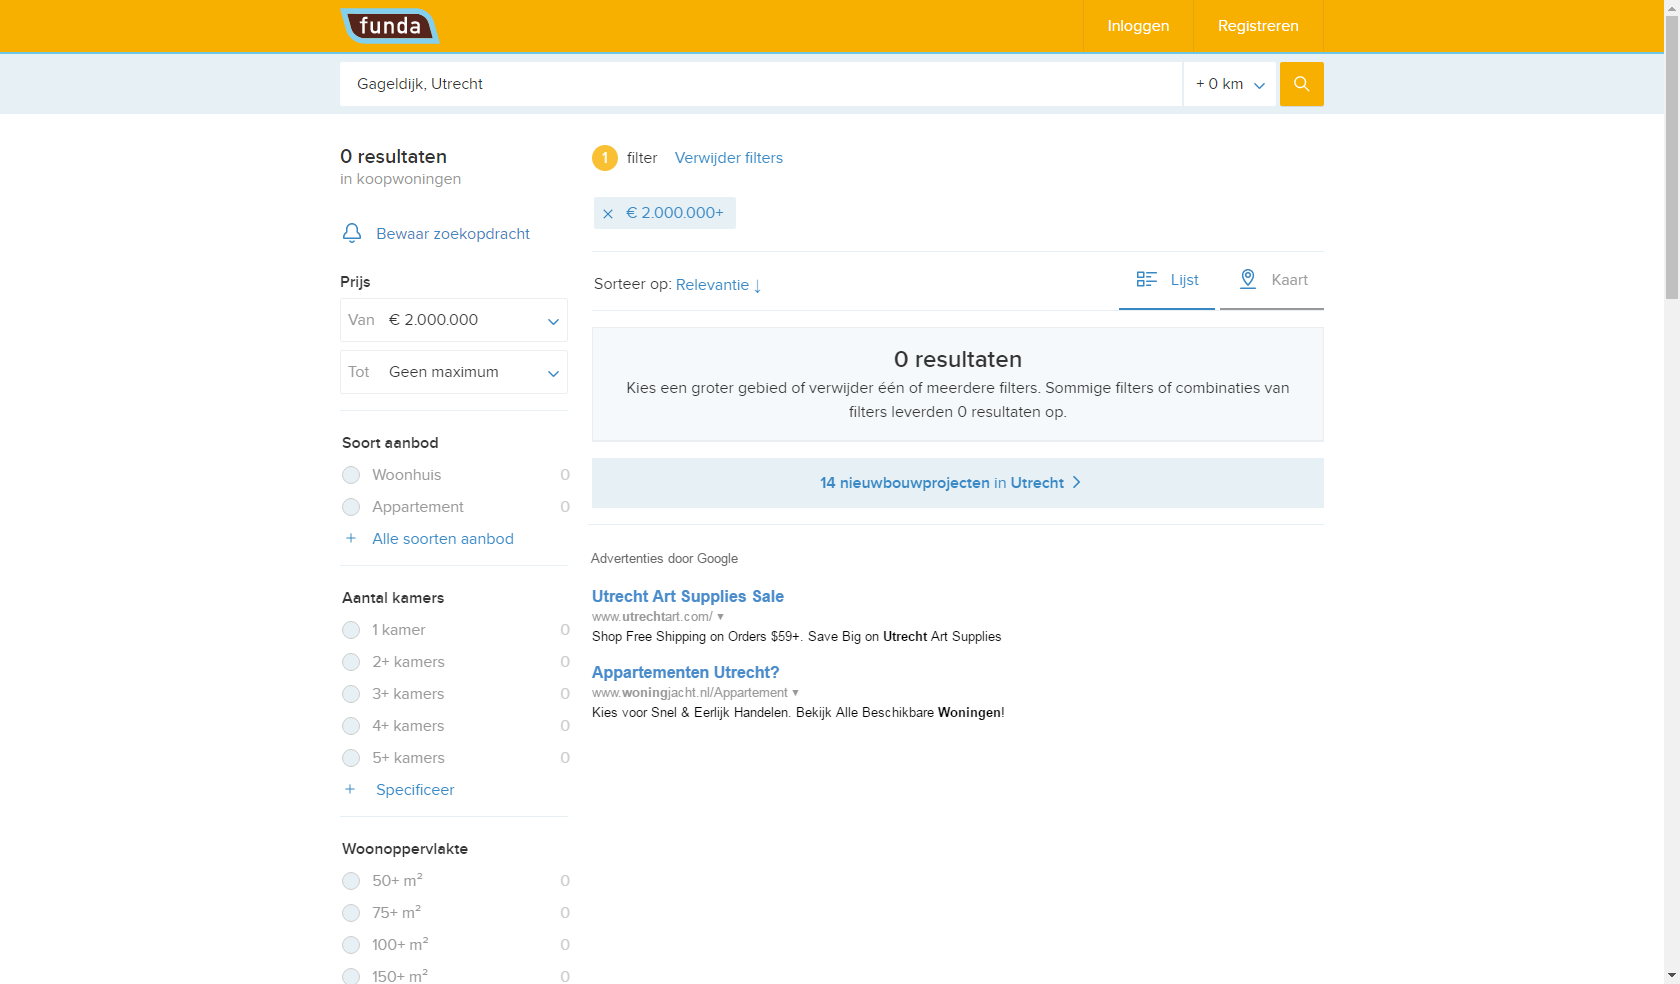 funda
Inloggen
Registreren
Gageldijk, Utrecht
+ 0 km
0 resultaten
in koopwoningen
Bewaar zoekopdracht
Prijs
Van € 2.000.000
Tot Geen maximum
Soort aanbod
Woonhuis 0
Appartement 0
+ Alle soorten aanbod
Aantal kamers
1 kamer 0
2+ kamers 0
3+ kamers 0
4+ kamers 0
5+ kamers 0
+ Specificeer
Woonoppervlakte
50+ m² 0
75+ m² 0
100+ m² 0
150+ m² 0
1 filter Verwijder filters
× € 2.000.000+
Sorteer op: Relevantie ↓
Lijst
Kaart
0 resultaten
Kies een groter gebied of verwijder één of meerdere filters. Sommige filters of combinaties van
filters leverden 0 resultaten op.
14 nieuwbouwprojecten in Utrecht >
Advertenties door Google
Utrecht Art Supplies Sale
www.utrechtart.com/ ▼
Shop Free Shipping on Orders $59+. Save Big on Utrecht Art Supplies
Appartementen Utrecht?
www.woningjacht.nl/Appartement ▼
Kies voor Snel & Eerlijk Handelen. Bekijk Alle Beschikbare Woningen!